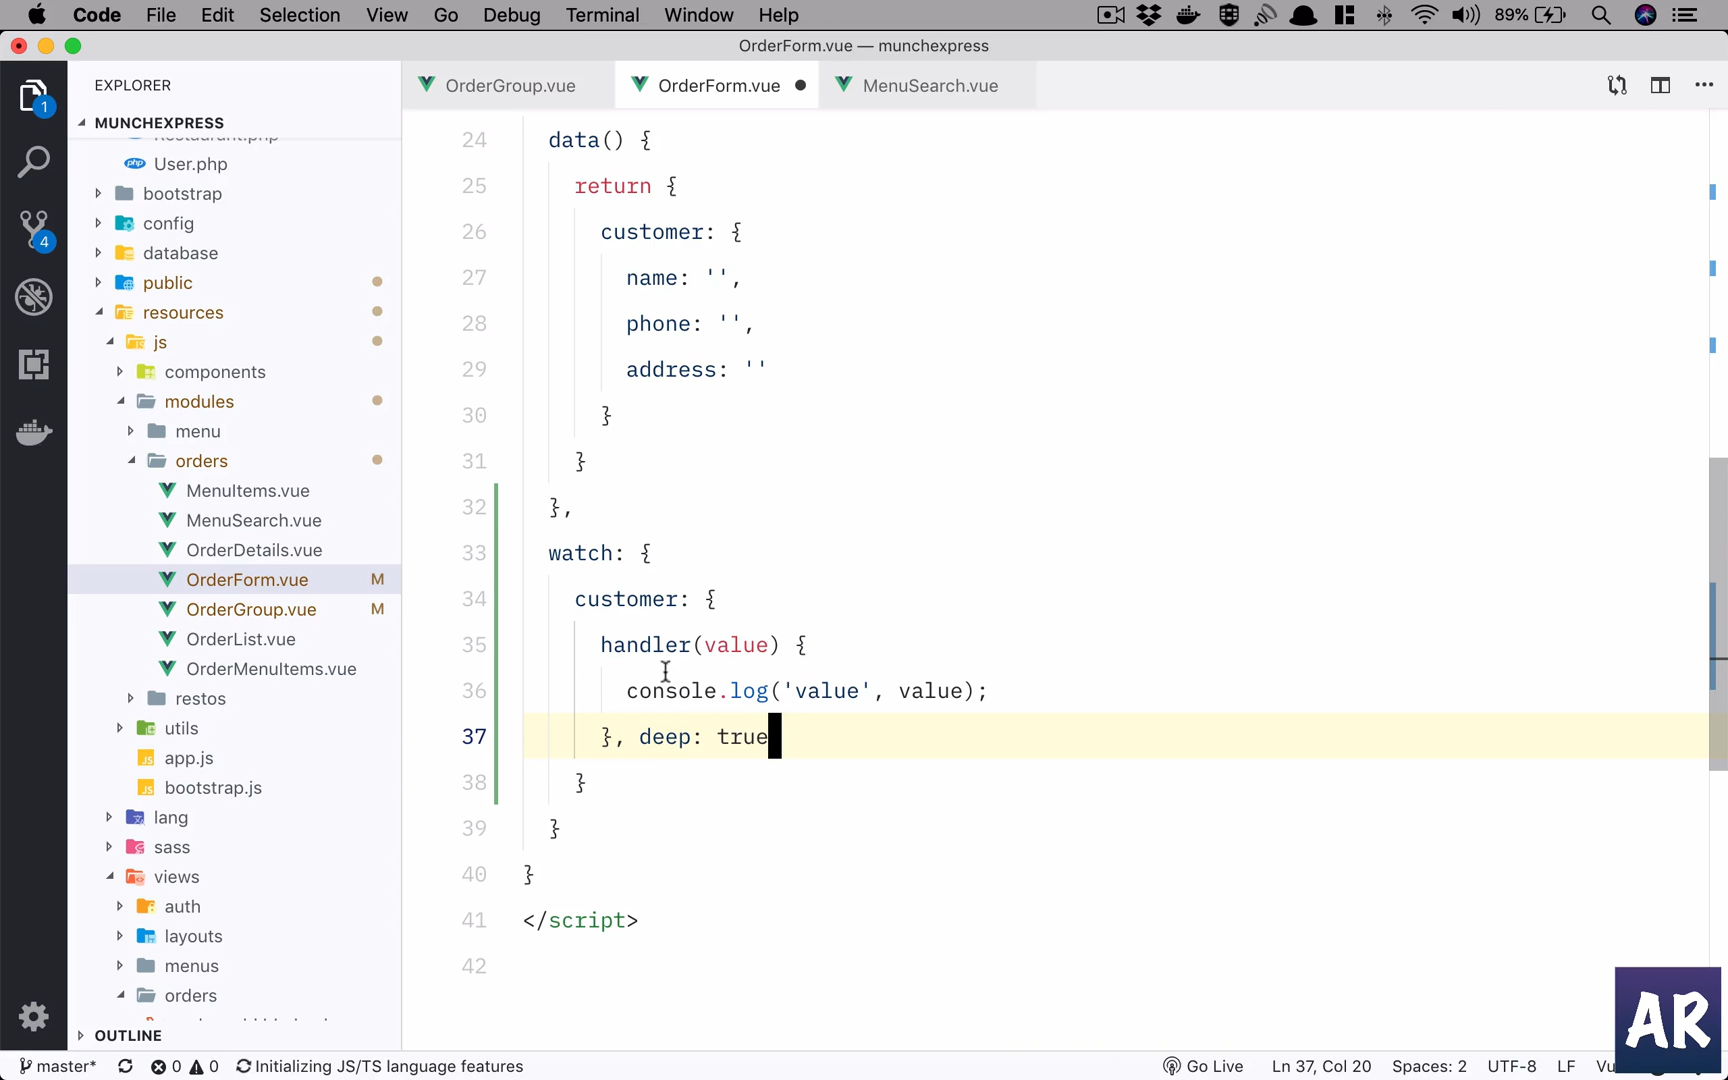 Code File Edit Selection View Go Debug Terminal Window Help 89%
OrderForm.vue — munchexpress
EXPLORER
OrderGroup.vue OrderForm.vue MenuSearch.vue
1
MUNCHEXPRESS
Restaurant.php
User.php
bootstrap
config
4
database
public
resources
js
components
modules
menu
orders
MenuItems.vue
MenuSearch.vue
OrderDetails.vue
OrderForm.vue M
OrderGroup.vue M
OrderList.vue
OrderMenuItems.vue
restos
utils
app.js
bootstrap.js
lang
sass
views
auth
layouts
menus
orders
OUTLINE
24 data() {
25 return {
26 customer: {
27 name: '',
28 phone: '',
29 address: ''
30 }
31 }
32 },
33 watch: {
34 customer: {
35 handler(value) {
36 console.log('value', value);
37 }, deep: true
38 }
39 }
40 }
41 </script>
42
AR
master* 0 0 Initializing JS/TS language features Go Live Ln 37, Col 20 Spaces: 2 UTF-8 LF